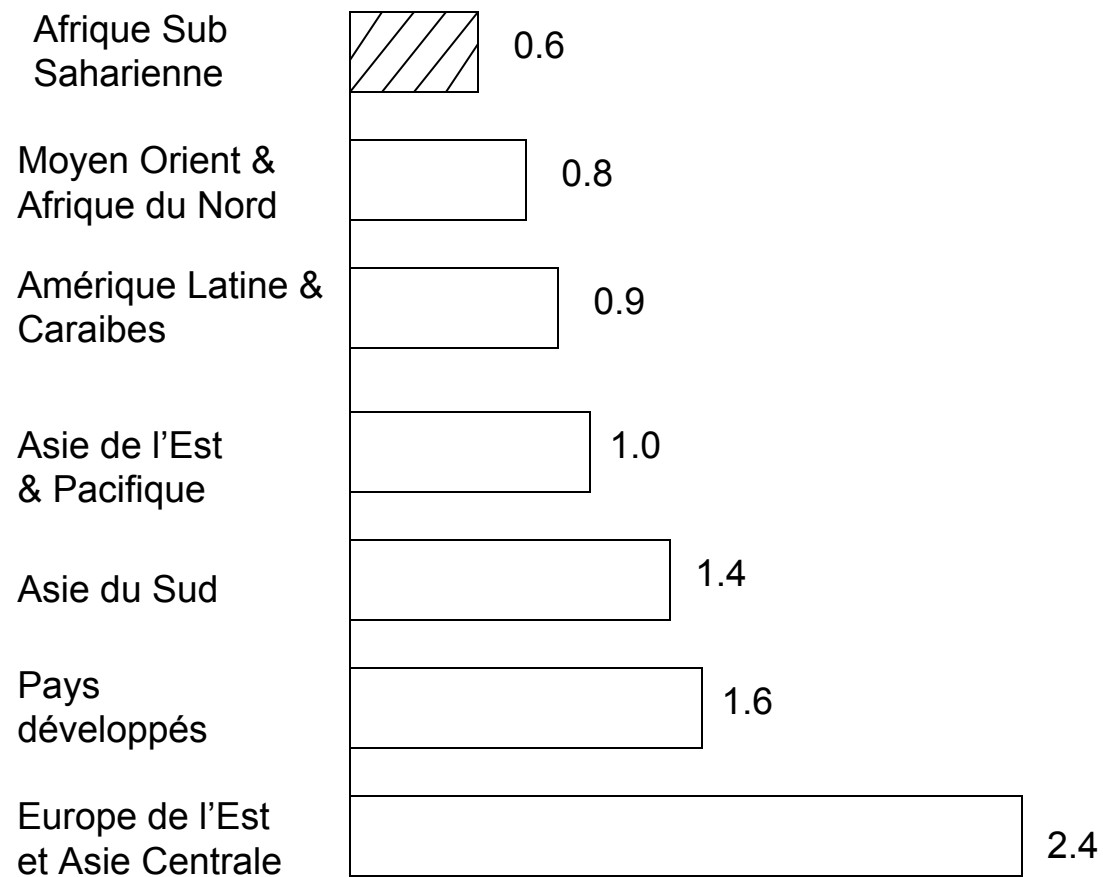 Afrique Sub
Saharienne
0.6
Moyen Orient &
Afrique du Nord
0.8
Amérique Latine &
Caraibes
0.9
Asie de l’Est
& Pacifique
1.0
Asie du Sud
1.4
Pays
développés
1.6
Europe de l’Est
et Asie Centrale
2.4